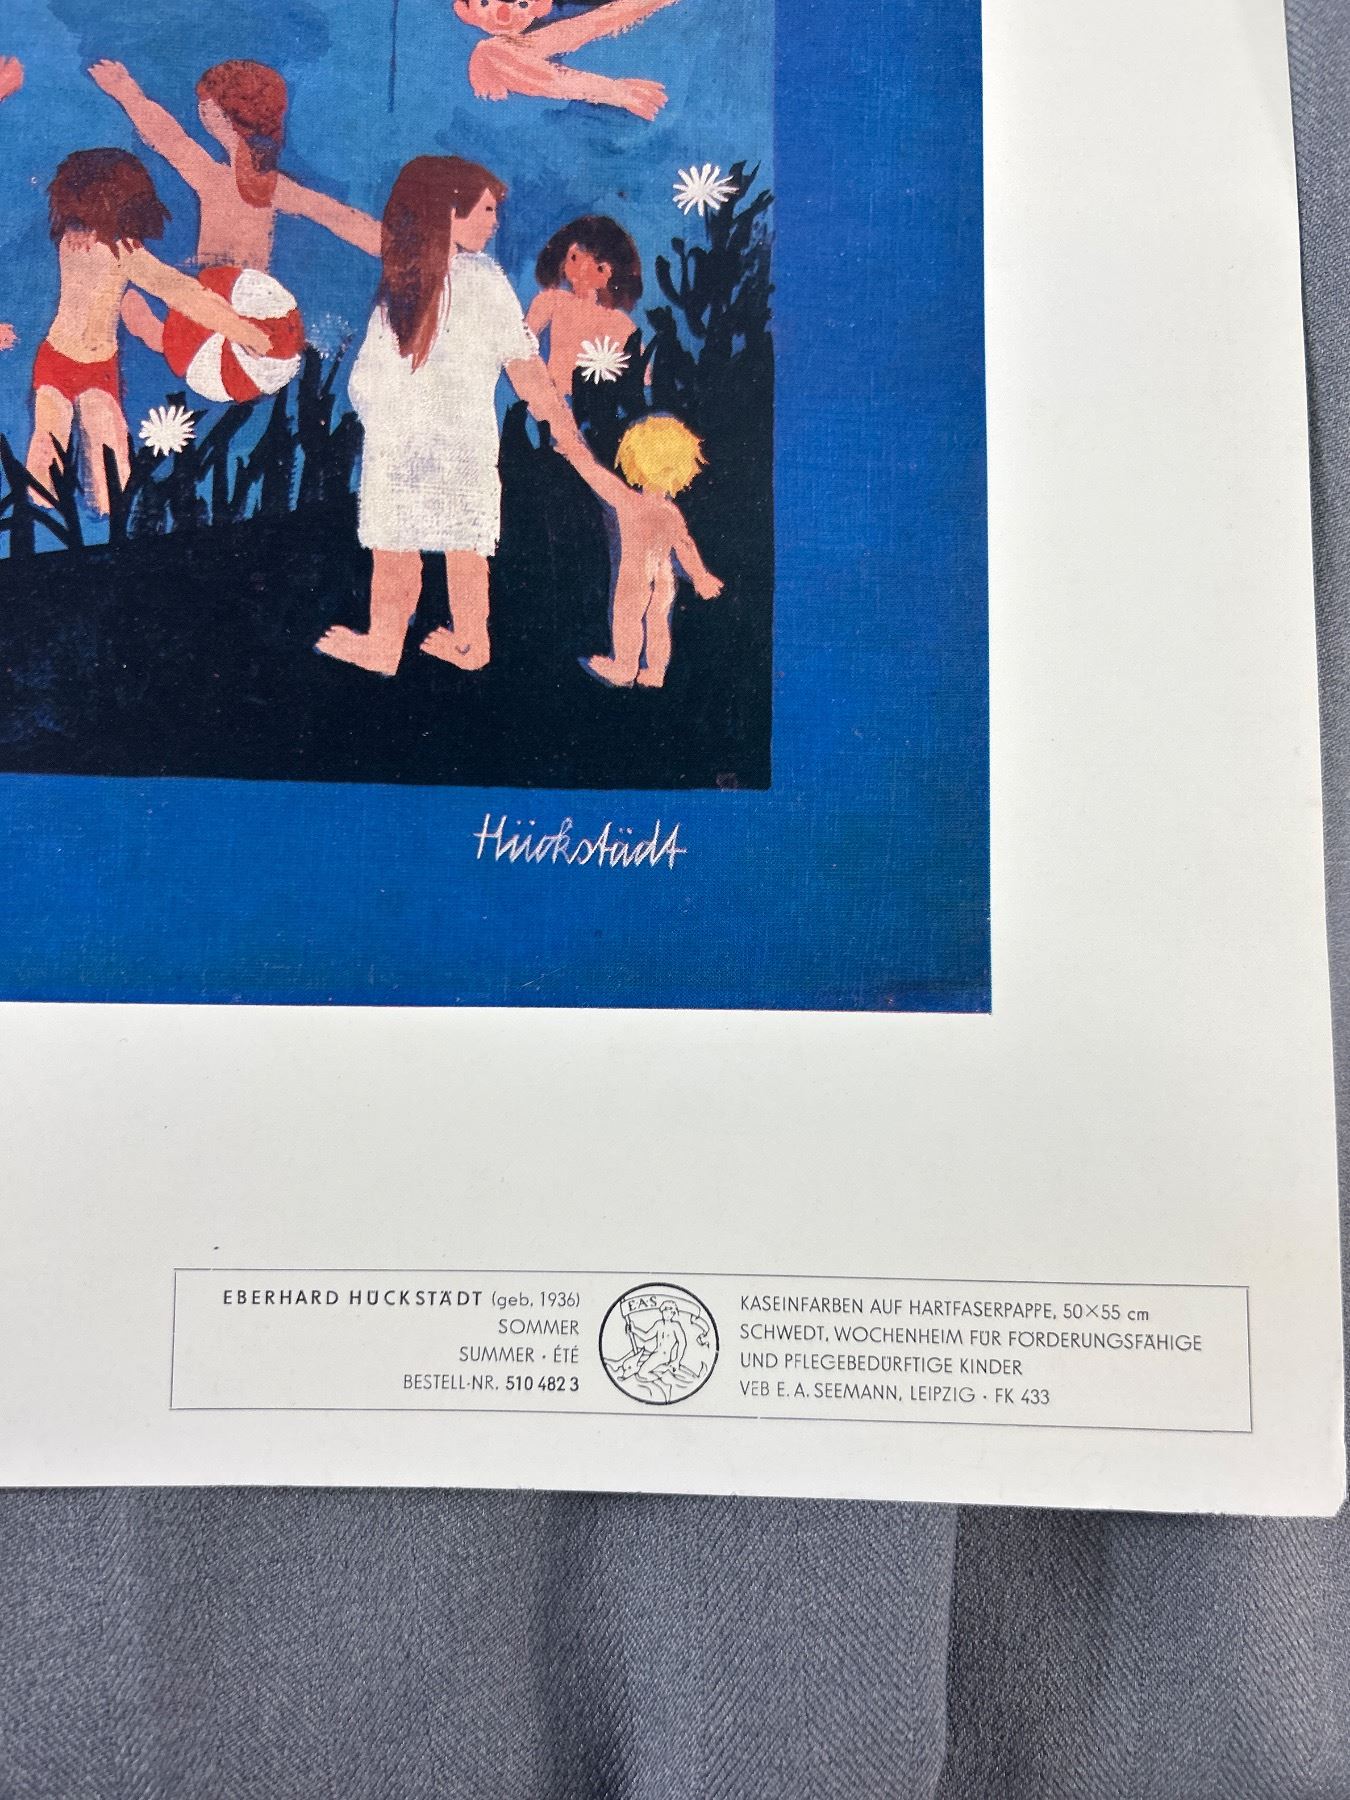 Hückstädt
EBERHARD HÜCKSTÄDT (geb. 1936)
SOMMER
SUMMER · ÉTÉ
BESTELL-NR. 510 482 3
EAS
KASEINFARBEN AUF HARTFASERPAPPE, 50×55 cm
SCHWEDT, WOCHENHEIM FÜR FÖRDERUNGSFÄHIGE
UND PFLEGEBEDÜRFTIGE KINDER
VEB E. A. SEEMANN, LEIPZIG · FK 433